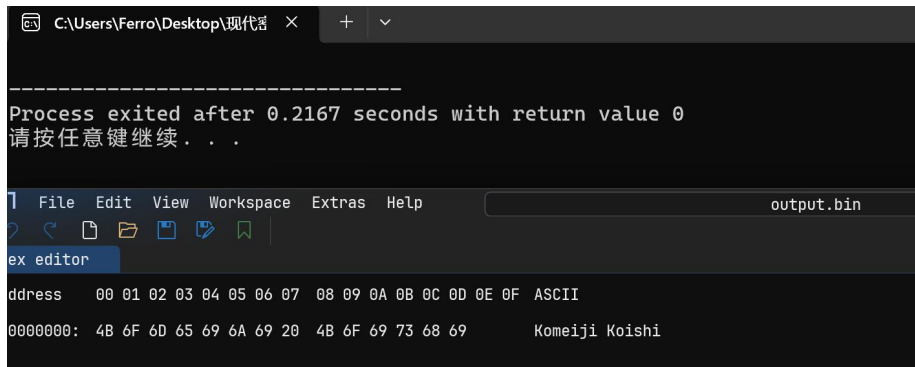 C:\Users\Ferro\Desktop\现代密
--------------------------------
Process exited after 0.2167 seconds with return value 0
请按任意键继续. . .
File Edit View Workspace Extras Help
output.bin
ex editor
ddress 00 01 02 03 04 05 06 07 08 09 0A 0B 0C 0D 0E 0F ASCII
0000000: 4B 6F 6D 65 69 6A 69 20 4B 6F 69 73 68 69 Komeiji Koishi